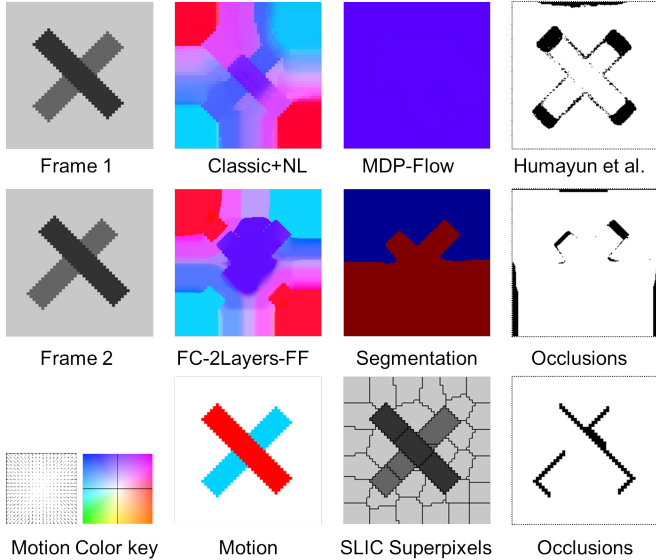 Frame 1 Classic+NL MDP-Flow Humayun et al.
Frame 2 FC-2Layers-FF Segmentation Occlusions
Motion Color key Motion SLIC Superpixels Occlusions